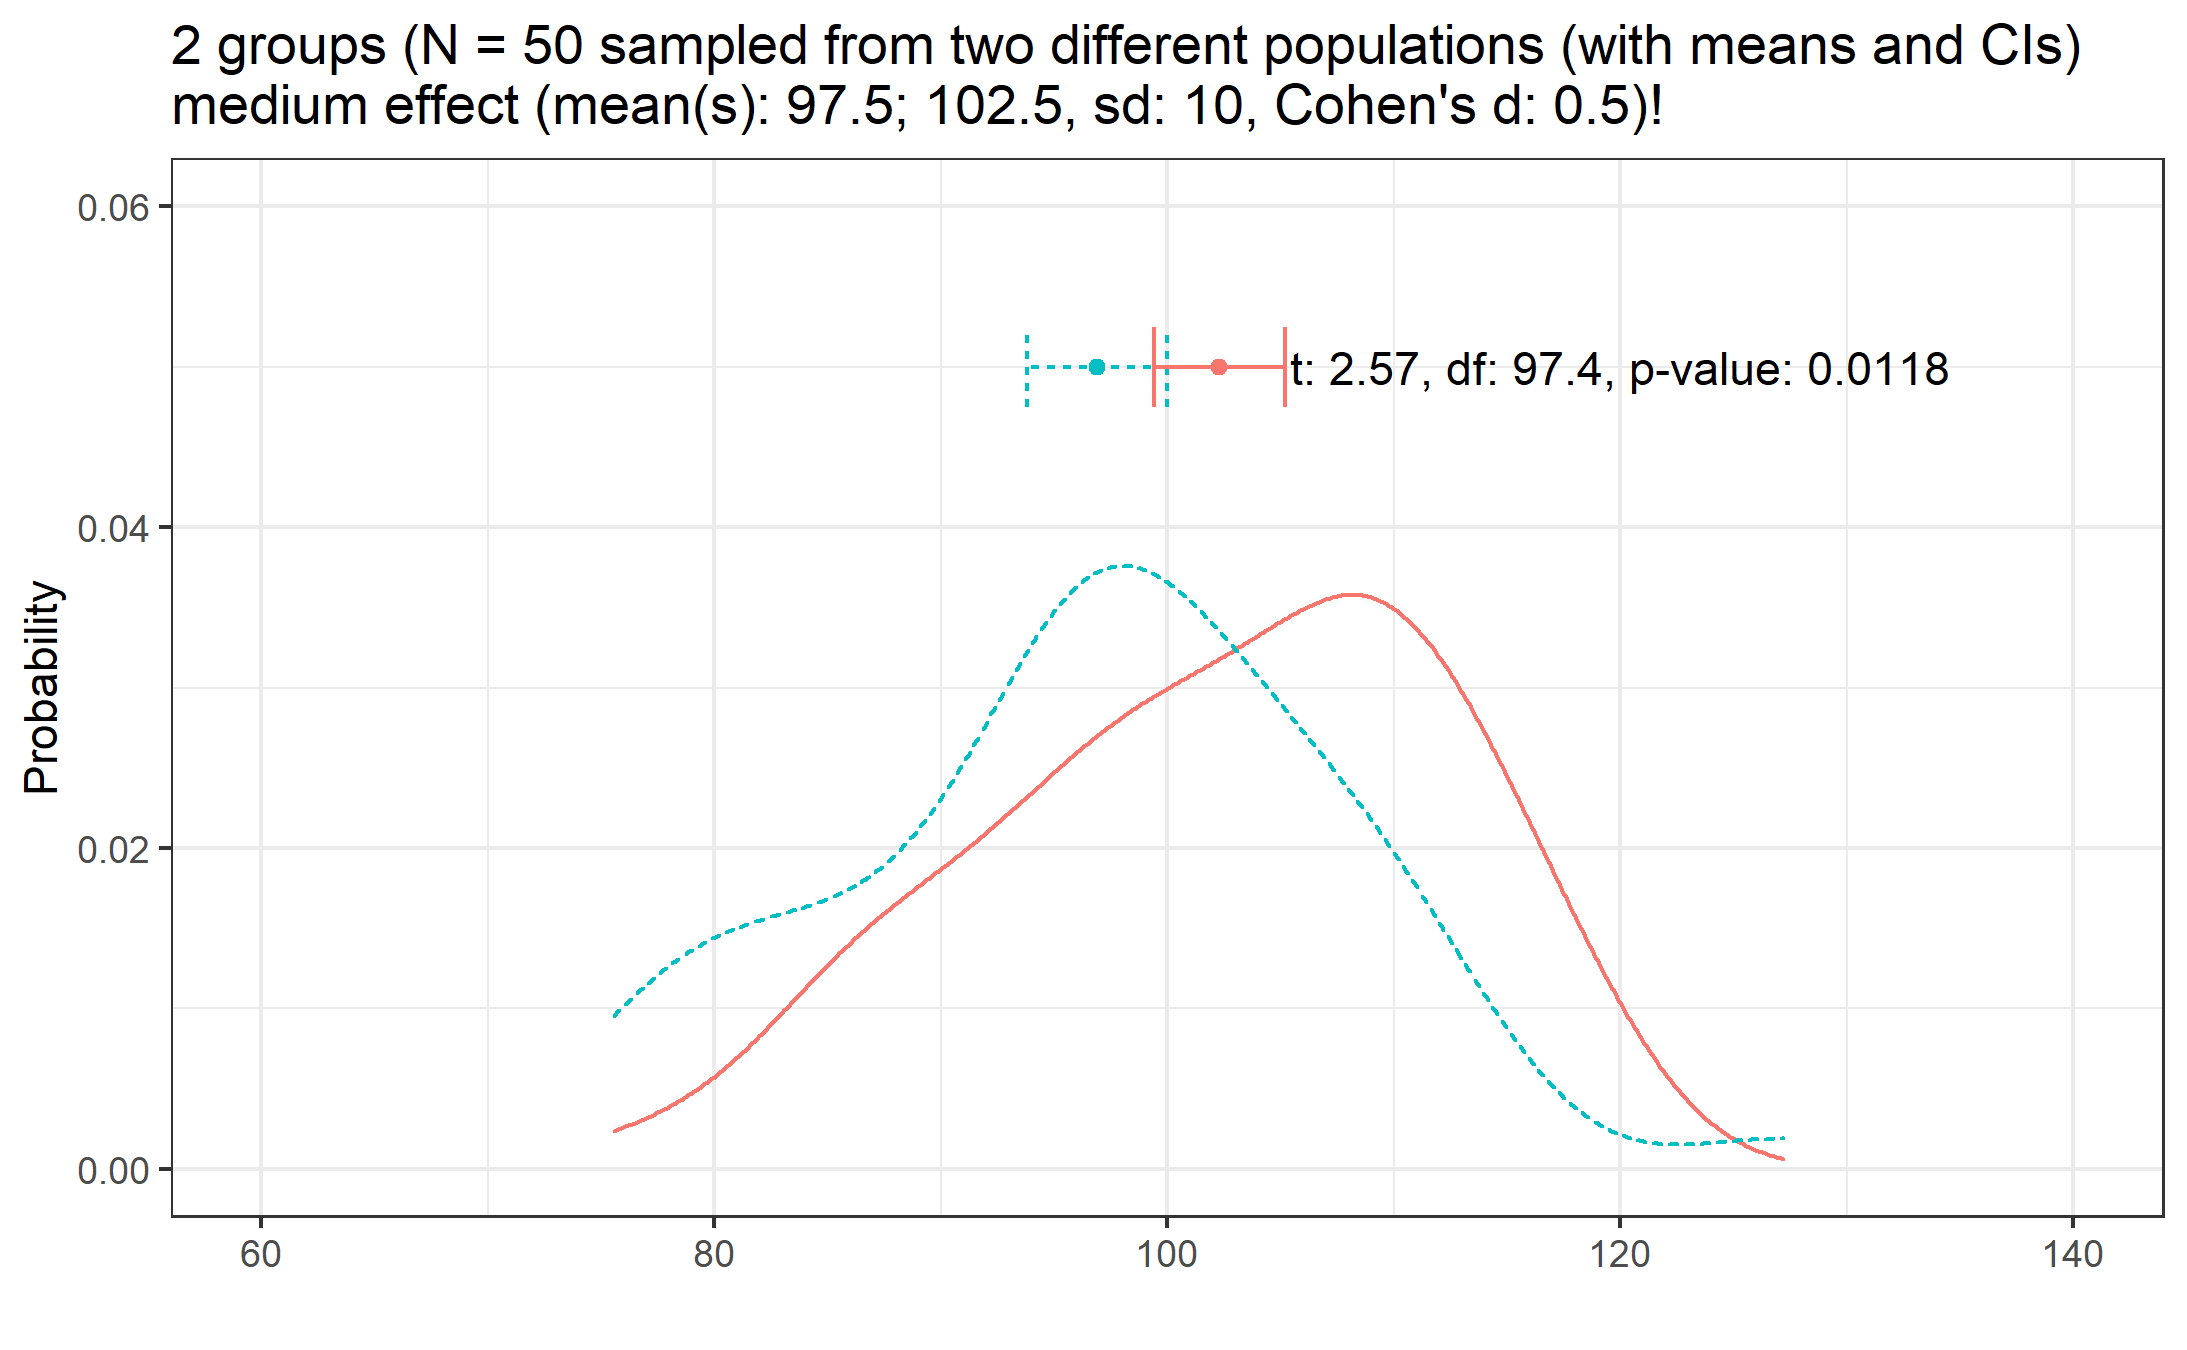 2 groups (N = 50 sampled from two different populations (with means and CIs)
medium effect (mean(s): 97.5; 102.5, sd: 10, Cohen's d: 0.5)!
0.06
t: 2.57, df: 97.4, p-value: 0.0118
0.04
Probability
0.02
0.00
60 80 100 120 140